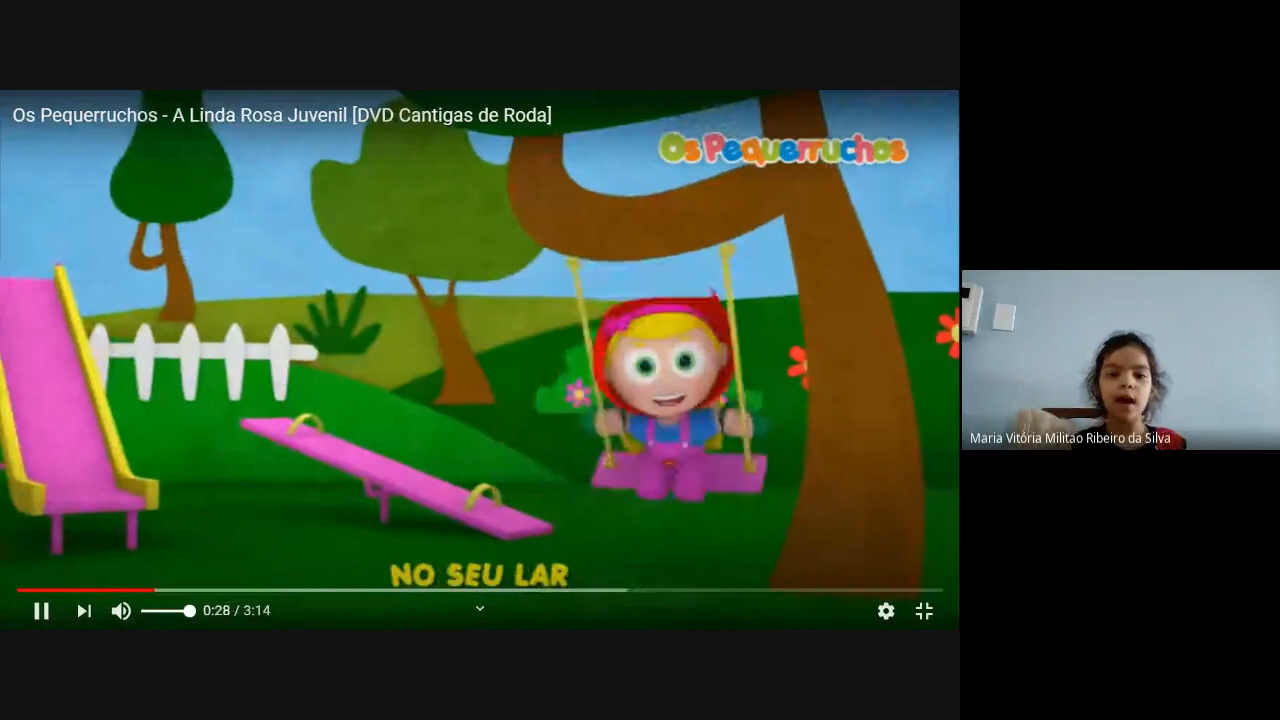 Os Pequerruchos - A Linda Rosa Juvenil [DVD Cantigas de Roda]
Os Pequerruchos
NO SEU LAR
0:28 / 3:14
Maria Vitória Militao Ribeiro da Silva